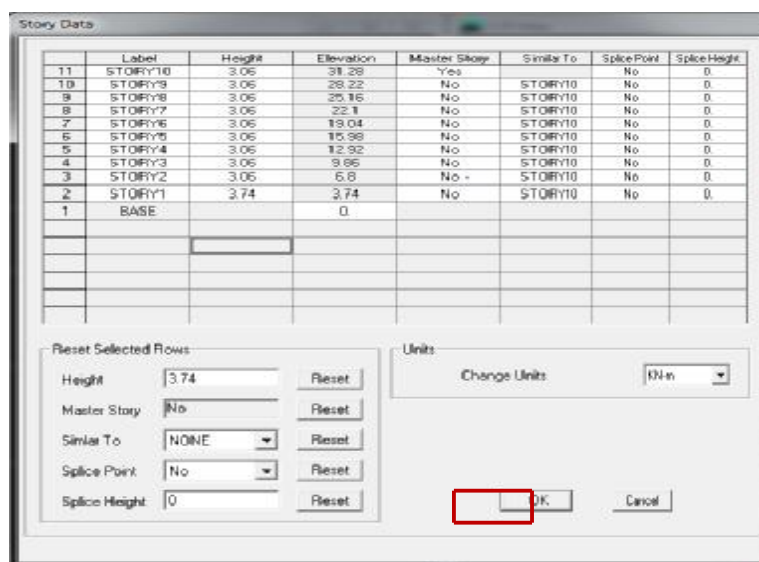 Story Data
Label Height Elevation Master Story Similar To Splice Point Splice Height
11 STORY10 3.06 31.28 Yes No 0.
10 STORY9 3.06 28.22 No STORY10 No 0.
9 STORY8 3.06 25.16 No STORY10 No 0.
8 STORY7 3.06 22.1 No STORY10 No 0.
7 STORY6 3.06 19.04 No STORY10 No 0.
6 STORY5 3.06 15.98 No STORY10 No 0.
5 STORY4 3.06 12.92 No STORY10 No 0.
4 STORY3 3.06 9.86 No STORY10 No 0.
3 STORY2 3.06 6.8 No - STORY10 No 0.
2 STORY1 3.74 3.74 No STORY10 No 0.
1 BASE 0.
Reset Selected Rows
Height 3.74 Reset
Master Story No Reset
Similar To NONE Reset
Splice Point No Reset
Splice Height 0 Reset
Units
Change Units KN-m
OK Cancel